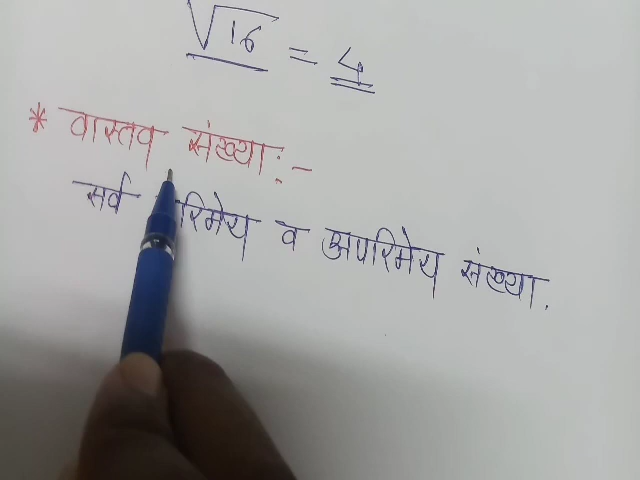 √16 = 4
* वास्तव संख्या:-
सर्व रिमेय व अपरिमेय संख्या.